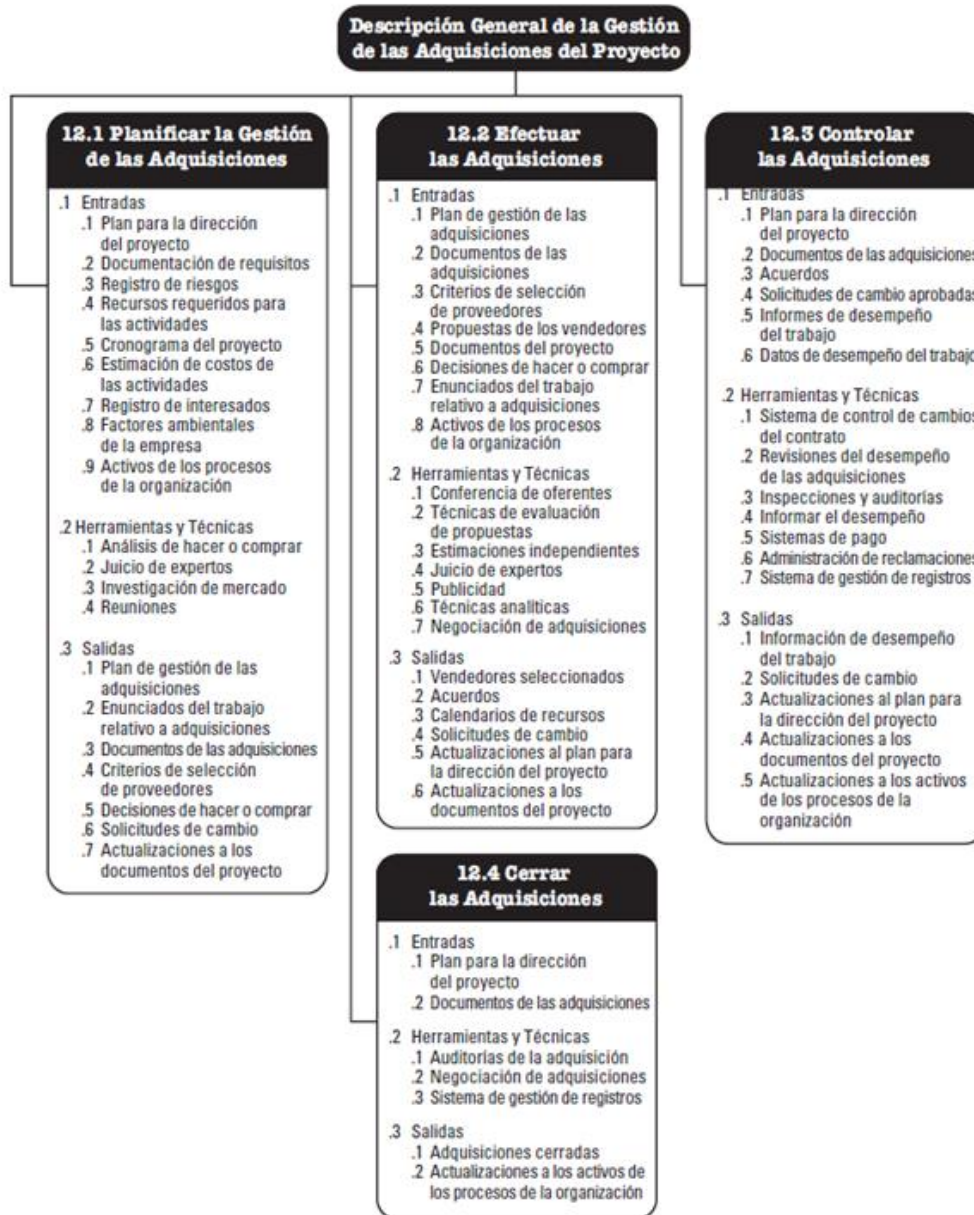 Descripción General de la Gestión
de las Adquisiciones del Proyecto
12.1 Planificar la Gestión
de las Adquisiciones
.1 Entradas
.1 Plan para la dirección
del proyecto
.2 Documentación de requisitos
.3 Registro de riesgos
.4 Recursos requeridos para
las actividades
.5 Cronograma del proyecto
.6 Estimación de costos de
las actividades
.7 Registro de interesados
.8 Factores ambientales
de la empresa
.9 Activos de los procesos
de la organización
.2 Herramientas y Técnicas
.1 Análisis de hacer o comprar
.2 Juicio de expertos
.3 Investigación de mercado
.4 Reuniones
.3 Salidas
.1 Plan de gestión de las
adquisiciones
.2 Enunciados del trabajo
relativo a adquisiciones
.3 Documentos de las adquisiciones
.4 Criterios de selección
de proveedores
.5 Decisiones de hacer o comprar
.6 Solicitudes de cambio
.7 Actualizaciones a los
documentos del proyecto
12.2 Efectuar
las Adquisiciones
.1 Entradas
.1 Plan de gestión de las
adquisiciones
.2 Documentos de las
adquisiciones
.3 Criterios de selección
de proveedores
.4 Propuestas de los vendedores
.5 Documentos del proyecto
.6 Decisiones de hacer o comprar
.7 Enunciados del trabajo
relativo a adquisiciones
.8 Activos de los procesos
de la organización
.2 Herramientas y Técnicas
.1 Conferencia de oferentes
.2 Técnicas de evaluación
de propuestas
.3 Estimaciones independientes
.4 Juicio de expertos
.5 Publicidad
.6 Técnicas analíticas
.7 Negociación de adquisiciones
.3 Salidas
.1 Vendedores seleccionados
.2 Acuerdos
.3 Calendarios de recursos
.4 Solicitudes de cambio
.5 Actualizaciones al plan para
la dirección del proyecto
.6 Actualizaciones a los
documentos del proyecto
12.3 Controlar
las Adquisiciones
.1 Entradas
.1 Plan para la dirección
del proyecto
.2 Documentos de las adquisiciones
.3 Acuerdos
.4 Solicitudes de cambio aprobadas
.5 Informes de desempeño
del trabajo
.6 Datos de desempeño del trabajo
.2 Herramientas y Técnicas
.1 Sistema de control de cambios
del contrato
.2 Revisiones del desempeño
de las adquisiciones
.3 Inspecciones y auditorías
.4 Informar el desempeño
.5 Sistemas de pago
.6 Administración de reclamaciones
.7 Sistema de gestión de registros
.3 Salidas
.1 Información de desempeño
del trabajo
.2 Solicitudes de cambio
.3 Actualizaciones al plan para
la dirección del proyecto
.4 Actualizaciones a los
documentos del proyecto
.5 Actualizaciones a los activos
de los procesos de la
organización
12.4 Cerrar
las Adquisiciones
.1 Entradas
.1 Plan para la dirección
del proyecto
.2 Documentos de las adquisiciones
.2 Herramientas y Técnicas
.1 Auditorías de la adquisición
.2 Negociación de adquisiciones
.3 Sistema de gestión de registros
.3 Salidas
.1 Adquisiciones cerradas
.2 Actualizaciones a los activos de
los procesos de la organización